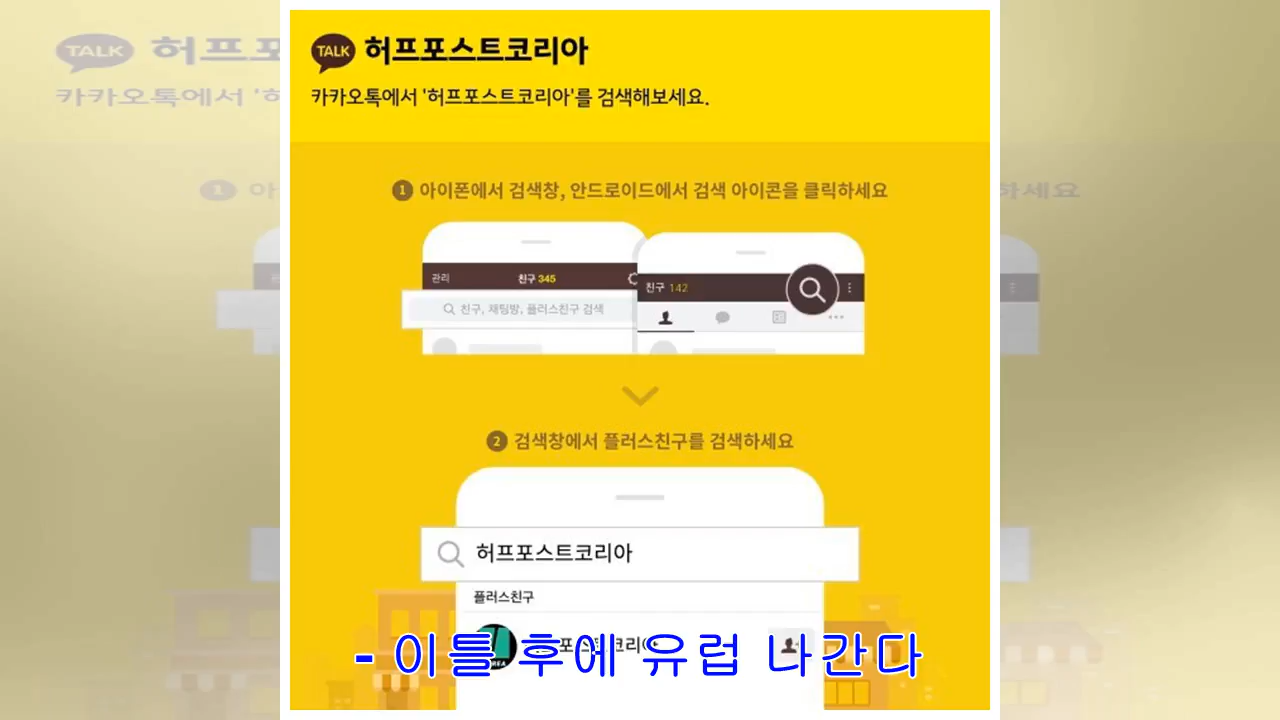 TALK 허프포스트코리아
카카오톡에서 '허프포스트코리아'를 검색해보세요.
1 아이폰에서 검색창, 안드로이드에서 검색 아이콘을 클릭하세요
관리 친구 345
친구 142
친구, 채팅방, 플러스친구 검색
2 검색창에서 플러스친구를 검색하세요
허프포스트코리아
플러스친구
- 이틀 후에 유럽 나간다